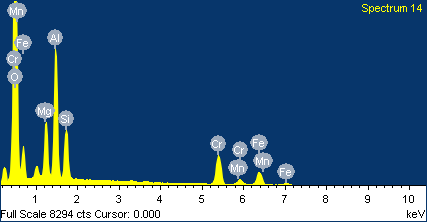 Spectrum 14
Mn
Fe
Al
Cr
O
Mg
Si
Cr
Cr
Fe
Mn
Mn
Fe
1 2 3 4 5 6 7 8 9 10
Full Scale 8294 cts Cursor: 0.000 keV